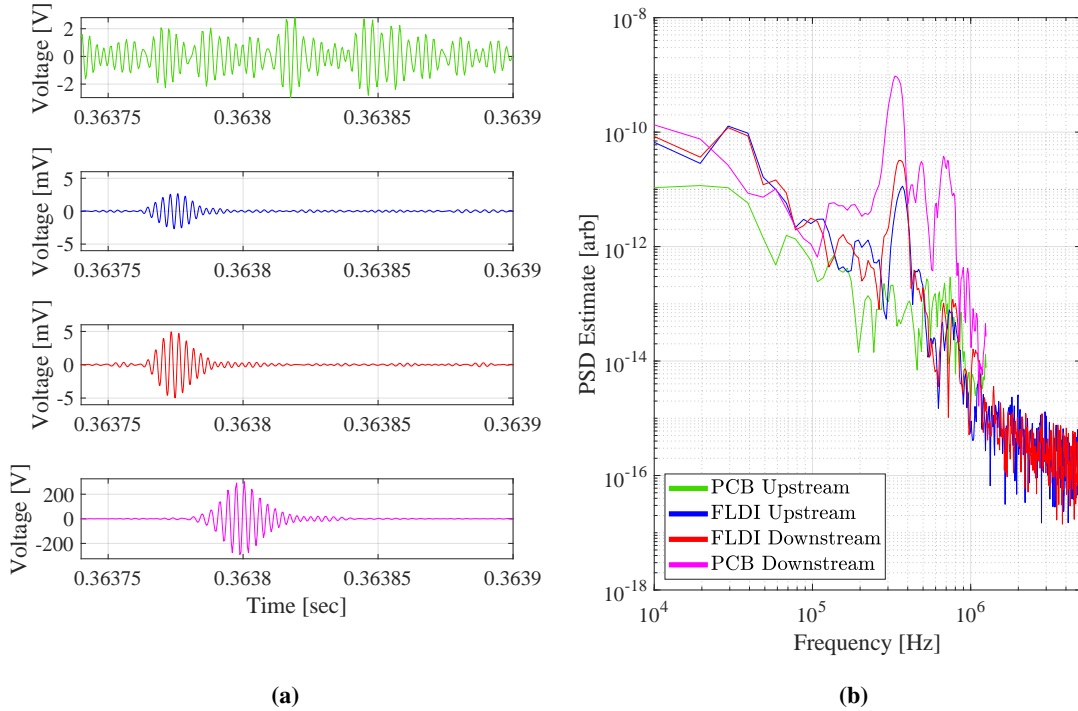 Voltage [V]
2
0
-2
0.36375 0.3638 0.36385 0.3639
Voltage [mV]
5
0
-5
0.36375 0.3638 0.36385 0.3639
Voltage [mV]
5
0
-5
0.36375 0.3638 0.36385 0.3639
Voltage [V]
200
0
-200
0.36375 0.3638 0.36385 0.3639
Time [sec]
(a)
PSD Estimate [arb]
10^-8
10^-10
10^-12
10^-14
10^-16
10^-18
PCB Upstream
FLDI Upstream
FLDI Downstream
PCB Downstream
10^4 10^5 10^6
Frequency [Hz]
(b)